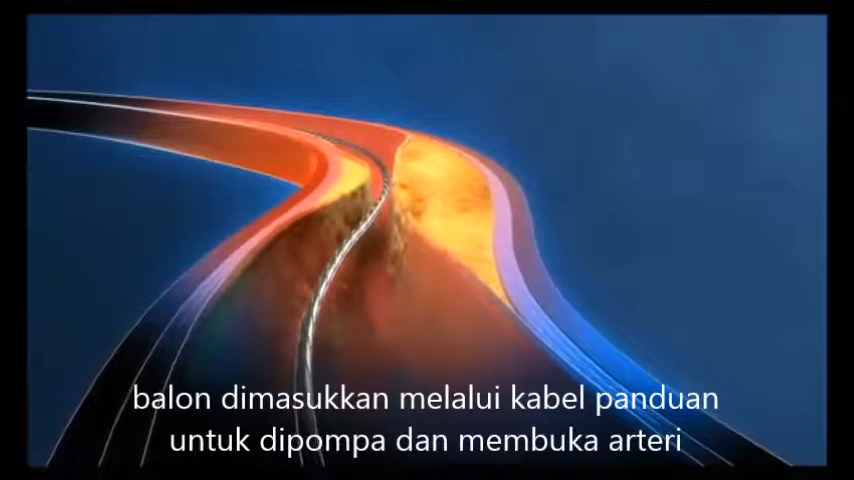 balon dimasukkan melalui kabel panduan
untuk dipompa dan membuka arteri